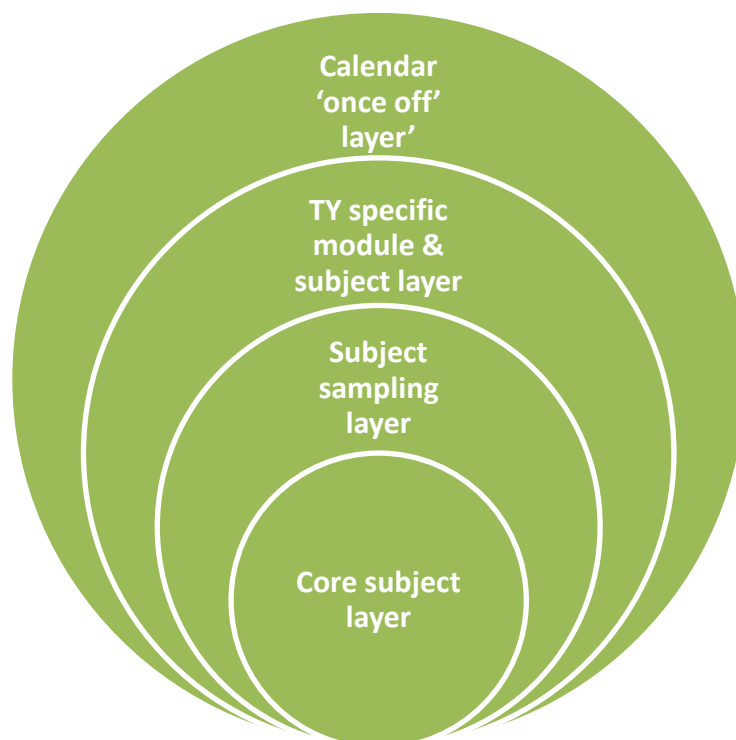 Calendar
‘once off’
layer’
TY specific
module &
subject layer
Subject
sampling
layer
Core subject
layer